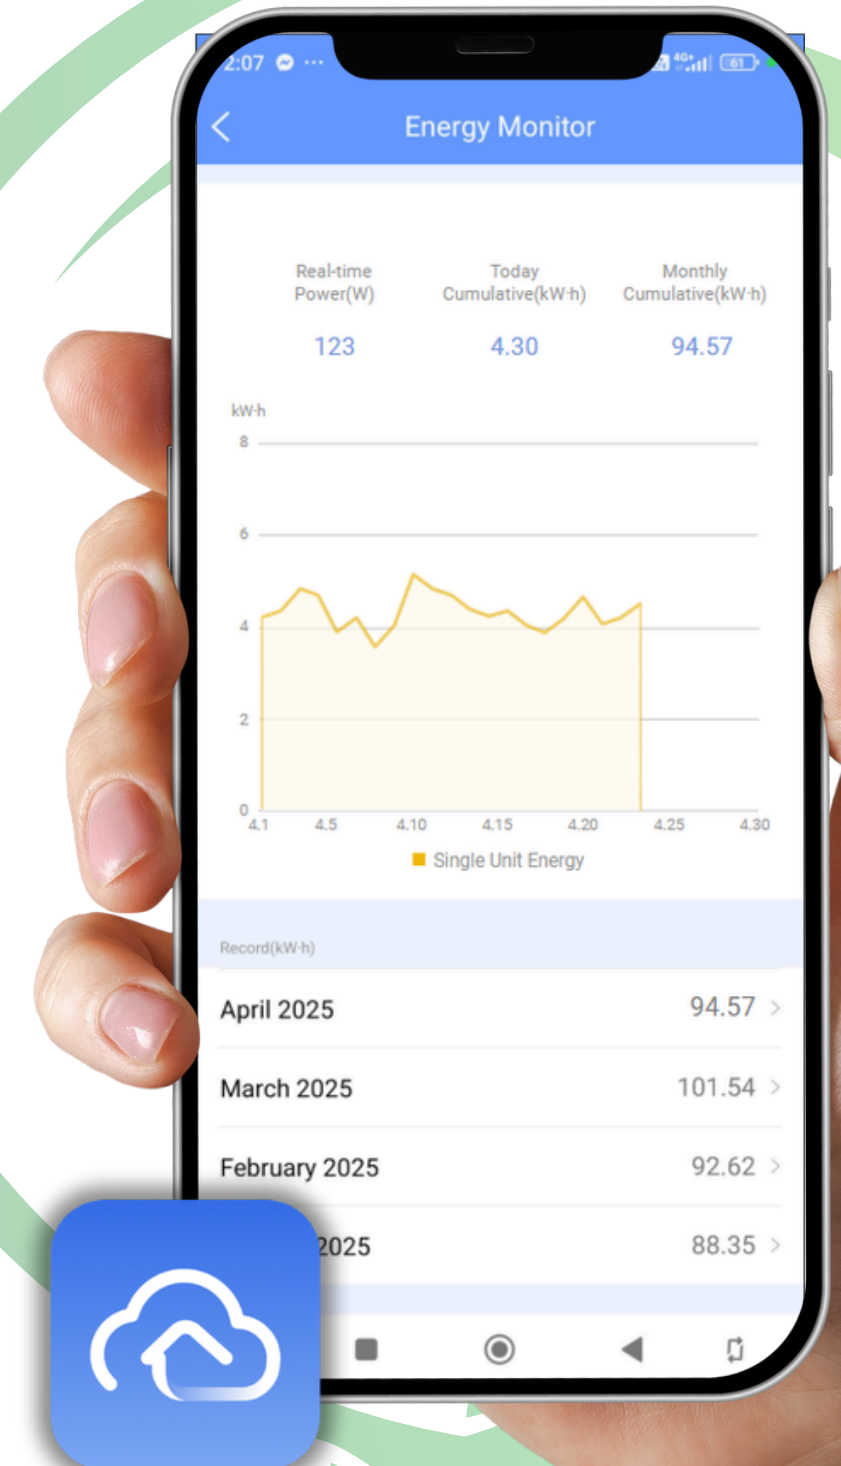 2:07
4G+
61
Energy Monitor
Real-time
Power(W)
Today
Cumulative(kW·h)
Monthly
Cumulative(kW·h)
123
4.30
94.57
kW·h
8
6
4
2
0
4.1 4.5 4.10 4.15 4.20 4.25 4.30
Single Unit Energy
Record(kW·h)
April 2025 94.57
March 2025 101.54
February 2025 92.62
2025 88.35